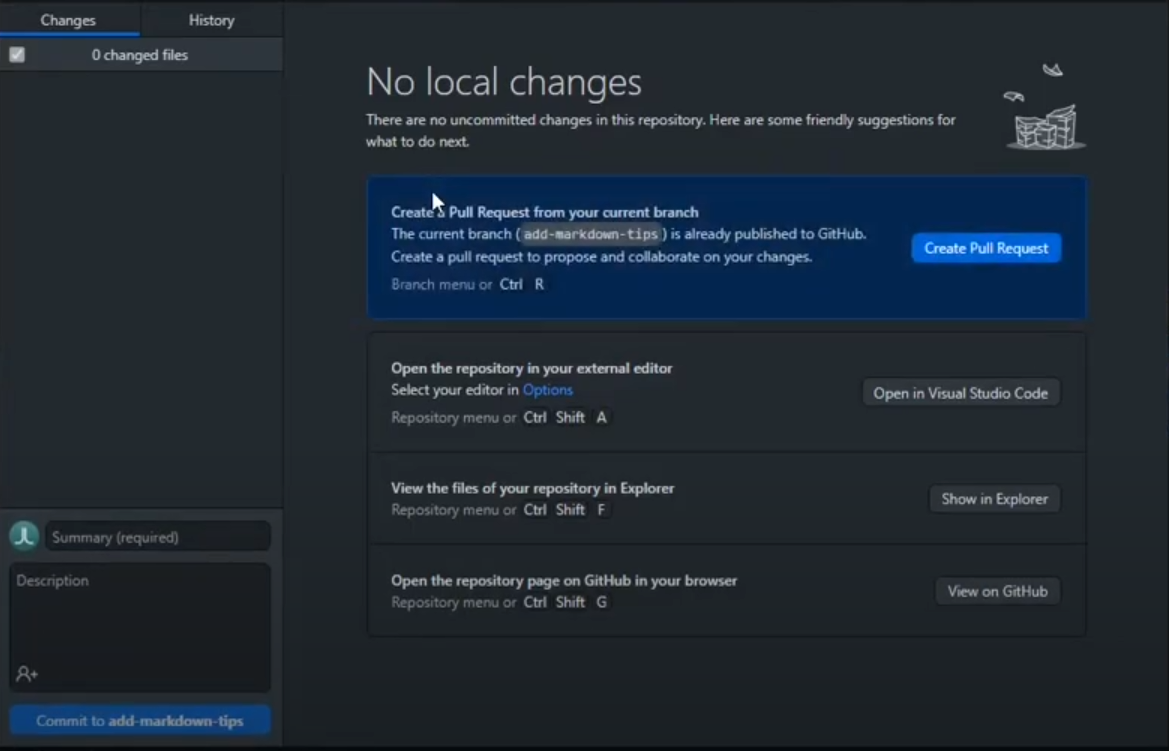 Changes
History
0 changed files
No local changes
There are no uncommitted changes in this repository. Here are some friendly suggestions for
what to do next.
Create a Pull Request from your current branch
The current branch (add-markdown-tips) is already published to GitHub.
Create a pull request to propose and collaborate on your changes.
Branch menu or Ctrl R
Create Pull Request
Open the repository in your external editor
Select your editor in Options
Repository menu or Ctrl Shift A
Open in Visual Studio Code
View the files of your repository in Explorer
Repository menu or Ctrl Shift F
Show in Explorer
Open the repository page on GitHub in your browser
Repository menu or Ctrl Shift G
View on GitHub
Summary (required)
Description
Commit to add-markdown-tips